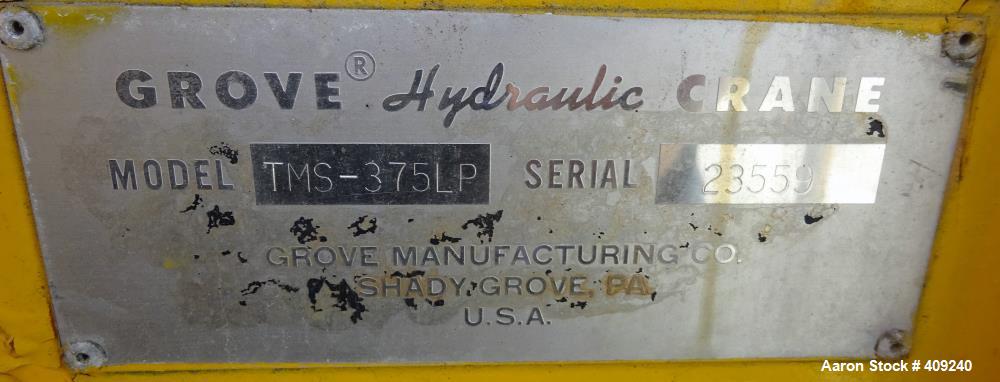 GROVE® Hydraulic CRANE
MODEL TMS-375LP SERIAL 23559
GROVE MANUFACTURING CO.
SHADY GROVE, PA.
U.S.A.
Aaron Stock # 409240